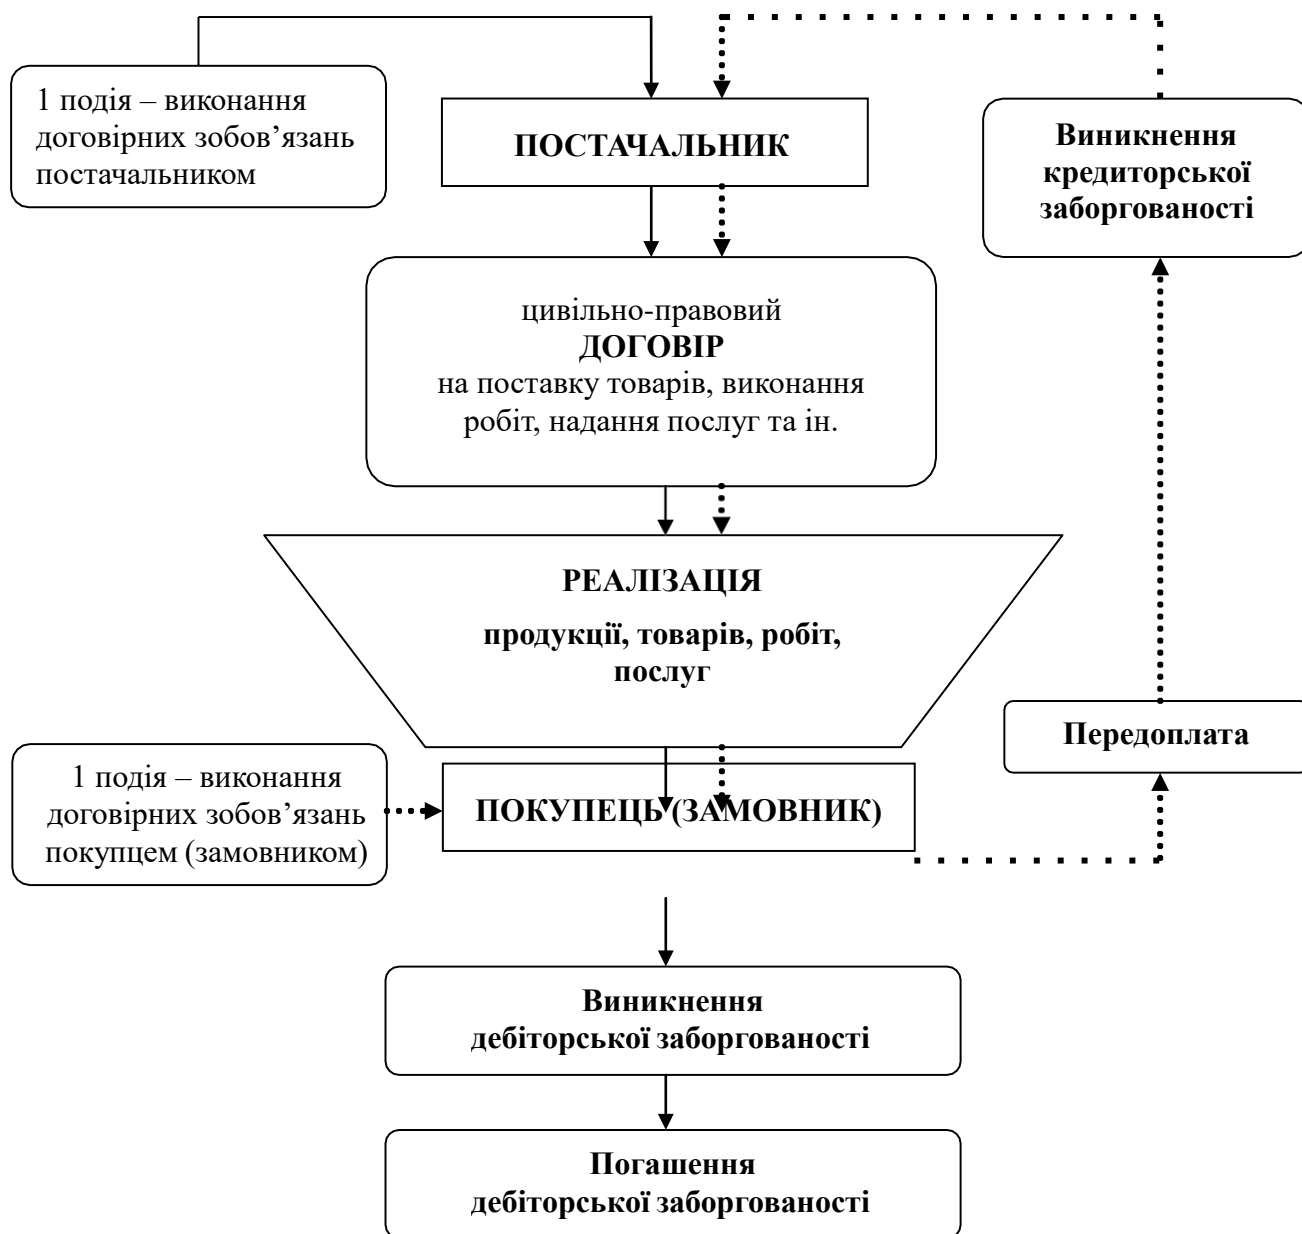 1 подія – виконання
договірних зобов’язань
постачальником
ПОСТАЧАЛЬНИК
Виникнення
кредиторської
заборгованості
цивільно-правовий
ДОГОВІР
на поставку товарів, виконання
робіт, надання послуг та ін.
РЕАЛІЗАЦІЯ
продукції, товарів, робіт,
послуг
Передоплата
1 подія – виконання
договірних зобов’язань
покупцем (замовником)
ПОКУПЕЦЬ (ЗАМОВНИК)
Виникнення
дебіторської заборгованості
Погашення
дебіторської заборгованості